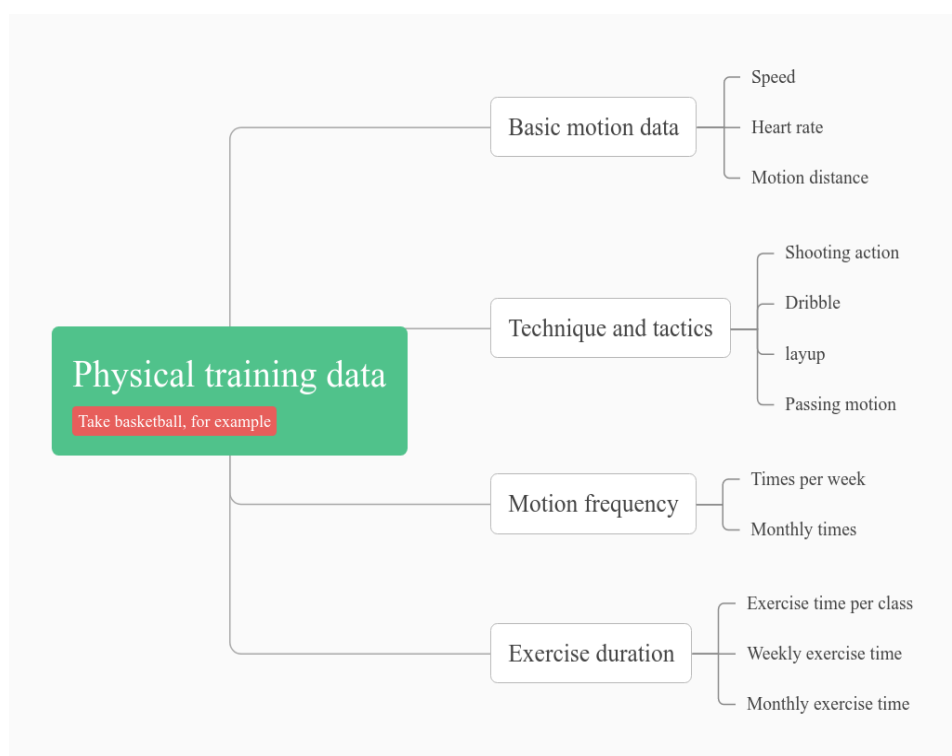 Physical training data
Take basketball, for example
Basic motion data
Speed
Heart rate
Motion distance
Technique and tactics
Shooting action
Dribble
layup
Passing motion
Motion frequency
Times per week
Monthly times
Exercise duration
Exercise time per class
Weekly exercise time
Monthly exercise time